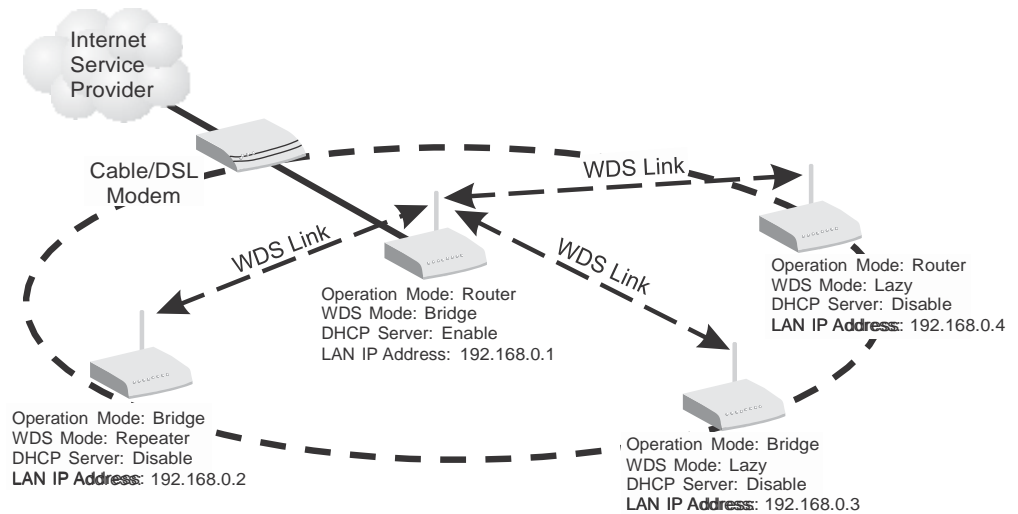 Internet
Service
Provider
Cable/DSL
Modem
WDS Link
WDS Link
WDS Link
Operation Mode: Router
WDS Mode: Bridge
DHCP Server: Enable
LAN IP Address: 192.168.0.1
Operation Mode: Router
WDS Mode: Lazy
DHCP Server: Disable
LAN IP Address: 192.168.0.4
Operation Mode: Bridge
WDS Mode: Repeater
DHCP Server: Disable
LAN IP Address: 192.168.0.2
Operation Mode: Bridge
WDS Mode: Lazy
DHCP Server: Disable
LAN IP Address: 192.168.0.3